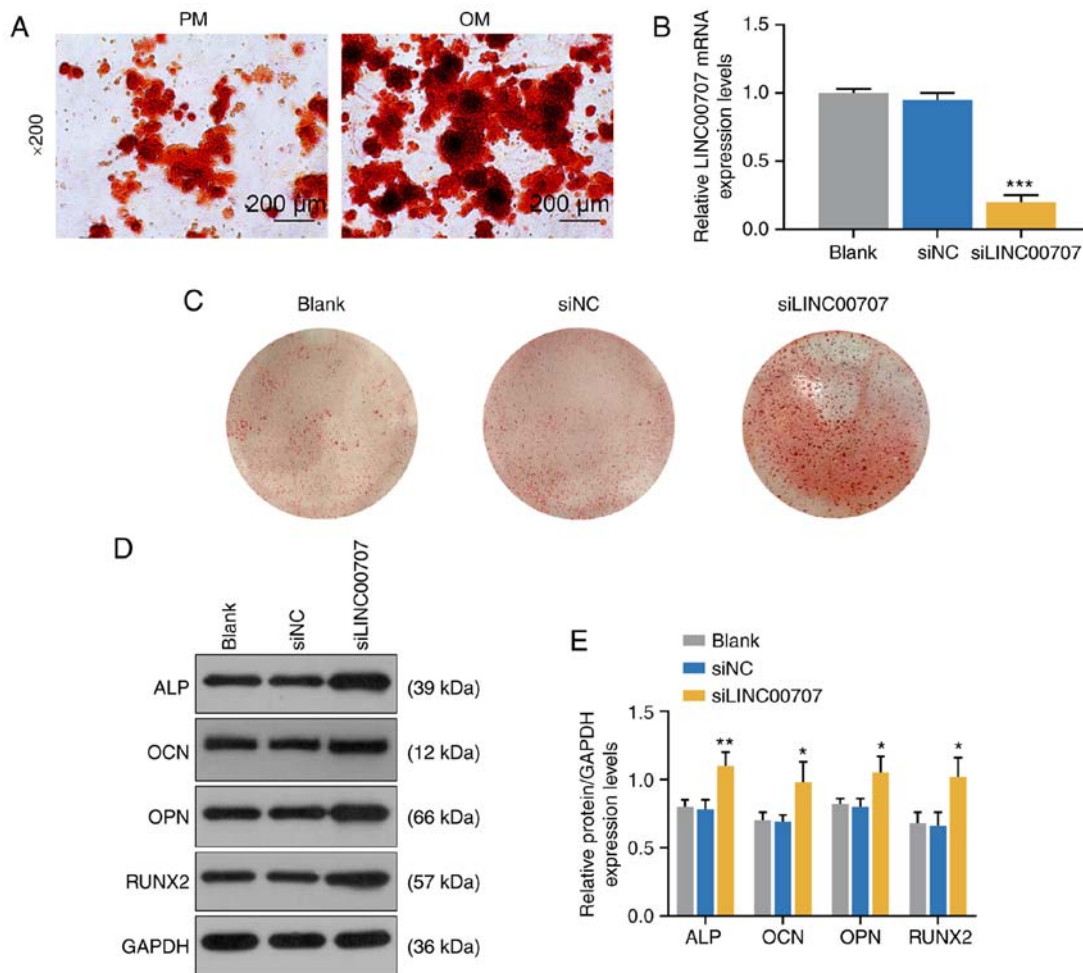 A
PM
OM
×200
200 µm
200 µm
B
Relative LINC00707 mRNA
expression levels
1.5
1.0
0.5
0.0
***
Blank
siNC
siLINC00707
C
Blank
siNC
siLINC00707
D
Blank
siNC
siLINC00707
ALP
(39 kDa)
OCN
(12 kDa)
OPN
(66 kDa)
RUNX2
(57 kDa)
GAPDH
(36 kDa)
E
Blank
siNC
siLINC00707
Relative protein/GAPDH
expression levels
1.5
1.0
0.5
0.0
**
*
*
*
ALP
OCN
OPN
RUNX2